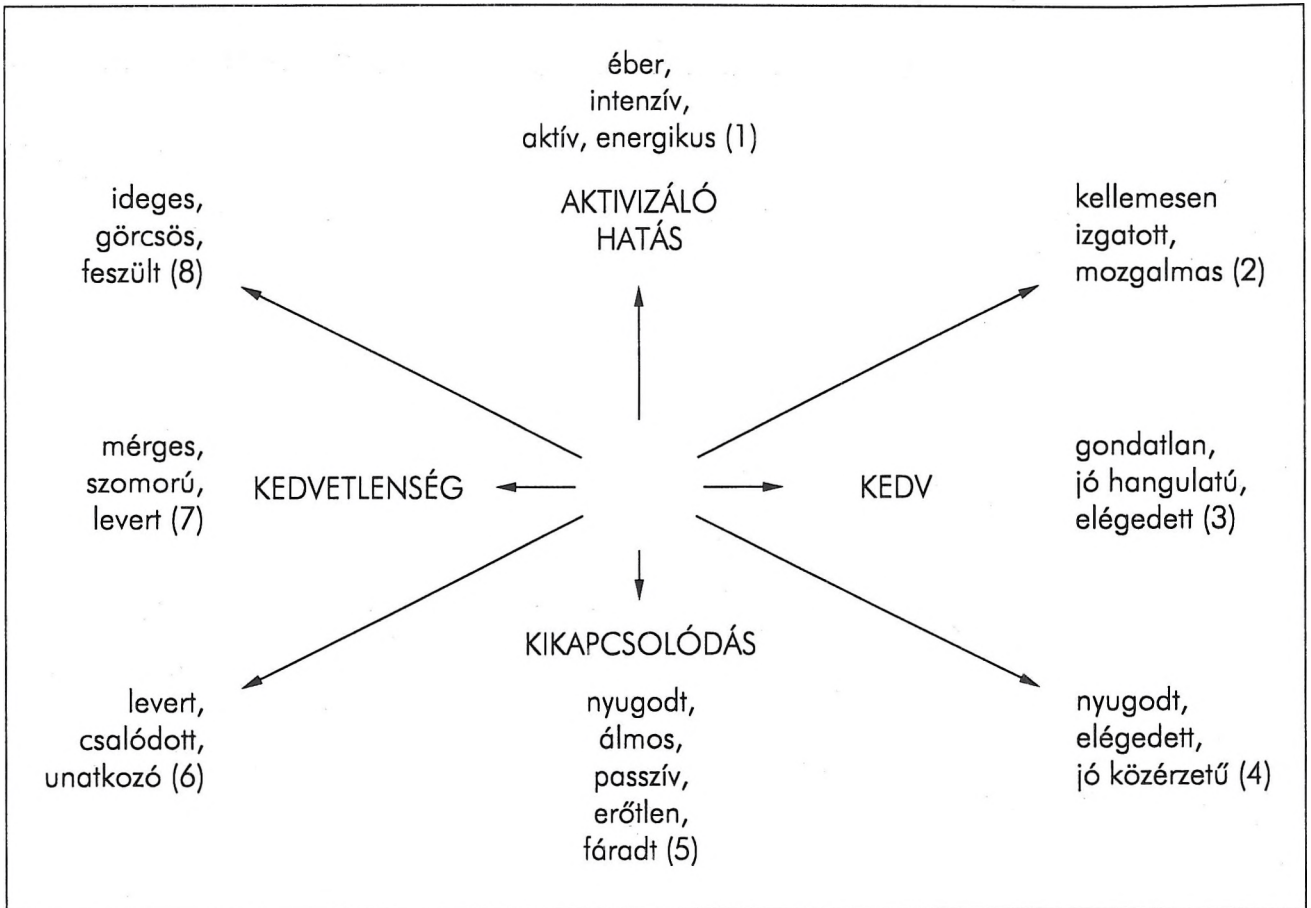 éber,
intenzív,
aktív, energikus (1)
AKTIVIZÁLÓ
HATÁS
ideges,
görcsös,
feszült (8)
kellemesen
izgatott,
mozgalmas (2)
mérges,
szomorú,
levert (7)
KEDVETLENSÉG
KEDV
gondatlan,
jó hangulatú,
elégedett (3)
KIKAPCSOLÓDÁS
levert,
csalódott,
unatkozó (6)
nyugodt,
álmos,
passzív,
erőtlen,
fáradt (5)
nyugodt,
elégedett,
jó közérzetű (4)